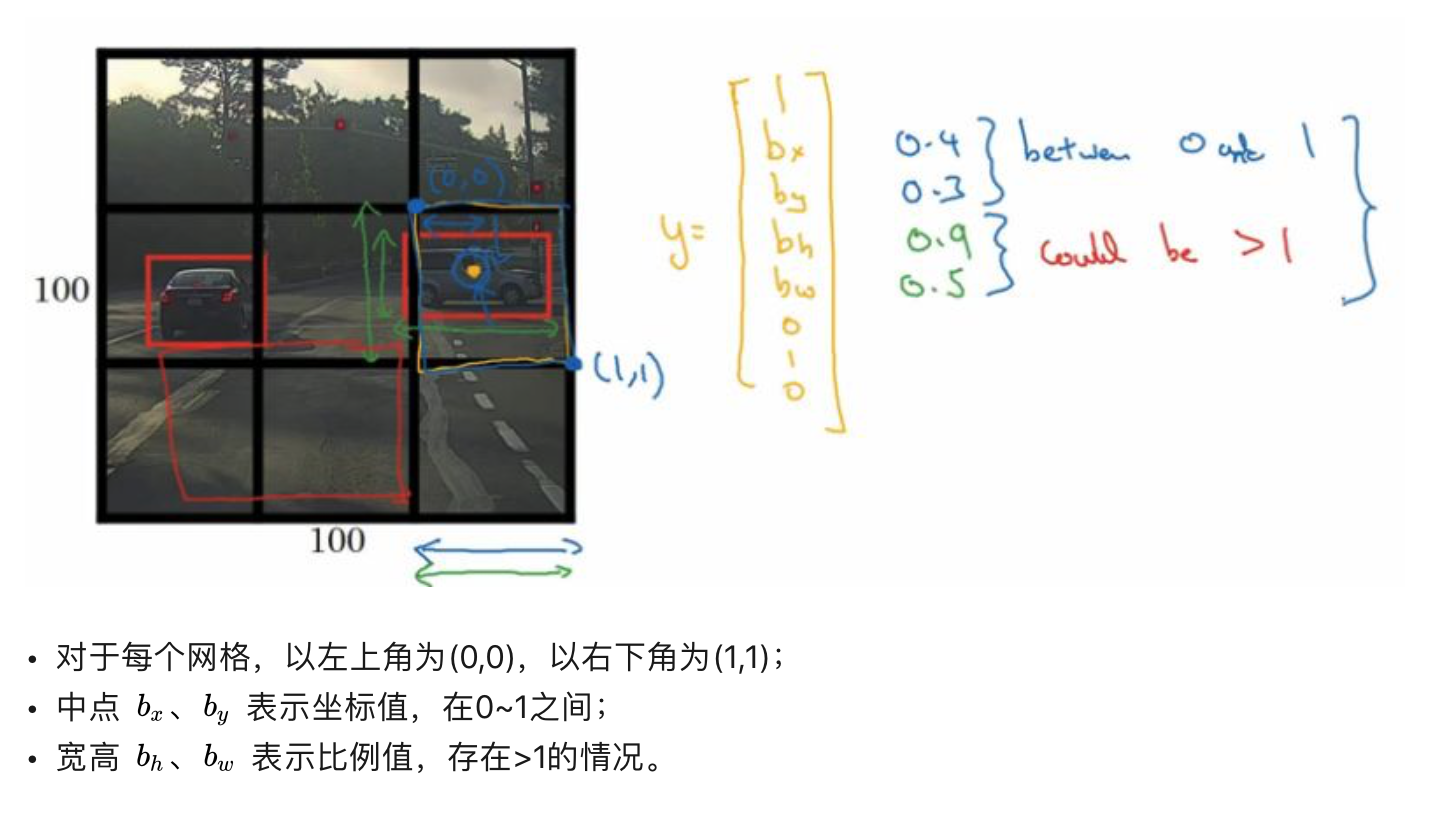 (0,0)
100
(1,1)
100
y=
1
bx
by
bh
bw
0
1
0
0.4
0.3
between 0 and 1
0.9
0.5
could be >1
• 对于每个网格，以左上角为(0,0)，以右下角为(1,1)；
• 中点 bx、by 表示坐标值，在0~1之间；
• 宽高 bh、bw 表示比例值，存在>1的情况。